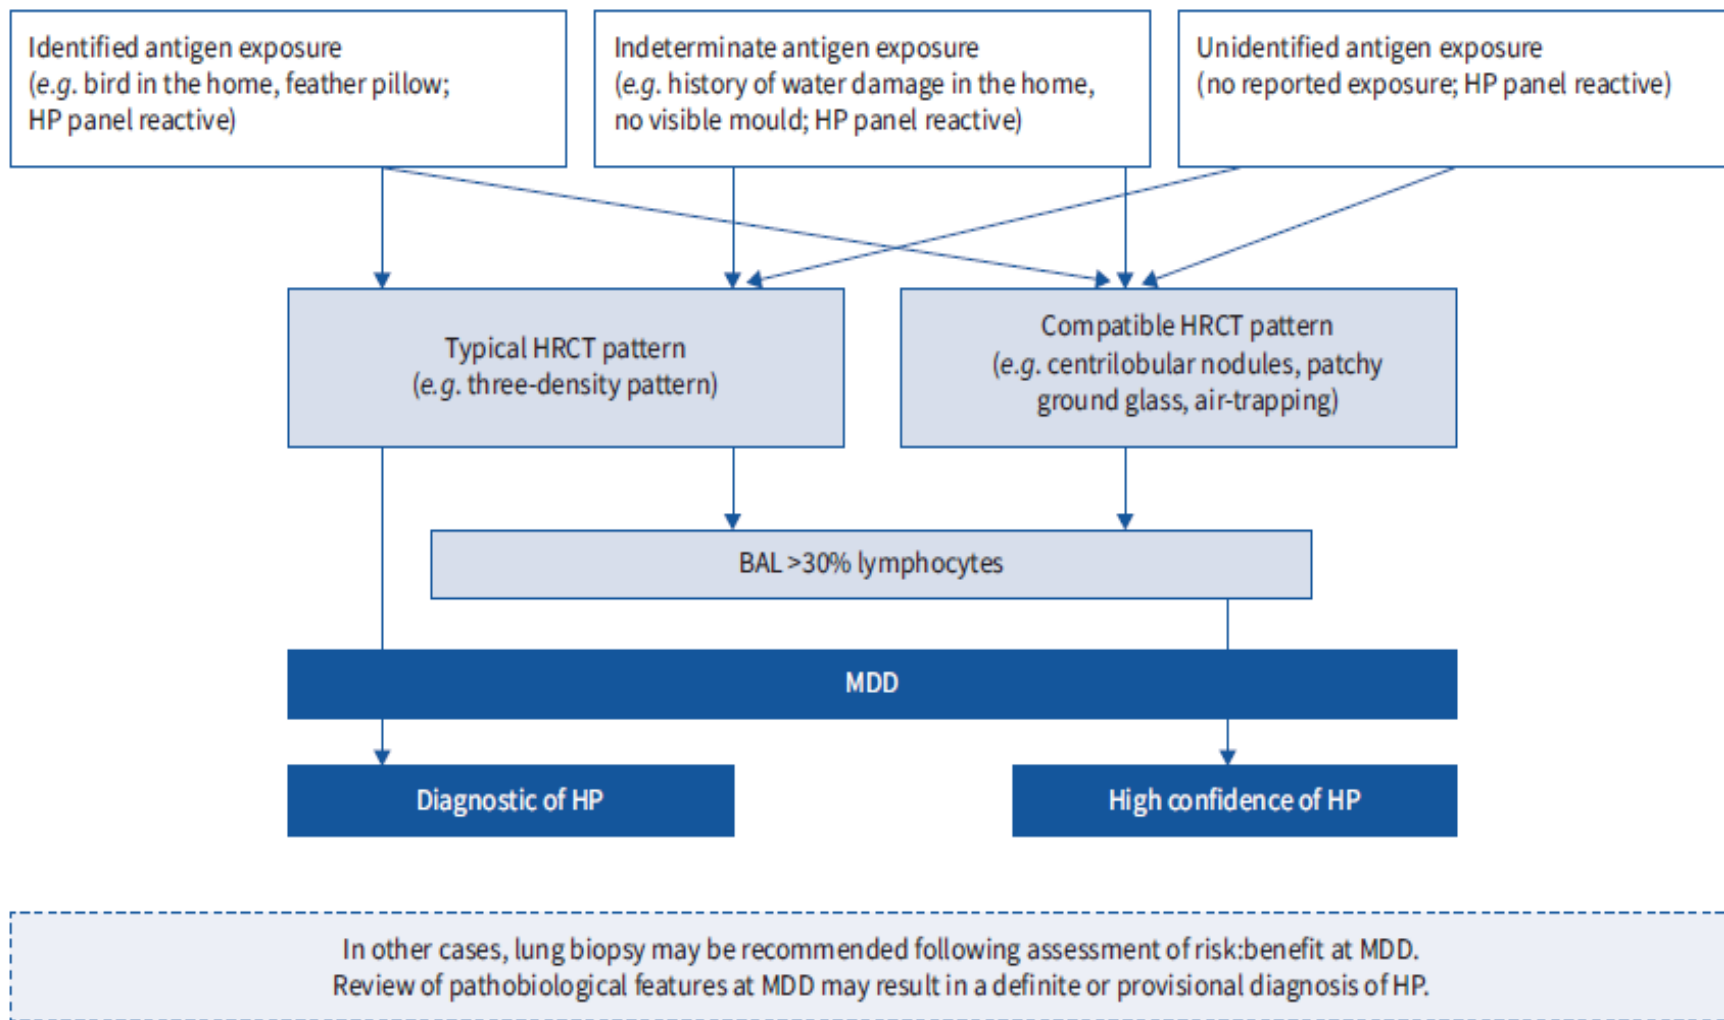 Identified antigen exposure
(e.g. bird in the home, feather pillow;
HP panel reactive)
Indeterminate antigen exposure
(e.g. history of water damage in the home,
no visible mould; HP panel reactive)
Unidentified antigen exposure
(no reported exposure; HP panel reactive)
Typical HRCT pattern
(e.g. three-density pattern)
Compatible HRCT pattern
(e.g. centrilobular nodules, patchy
ground glass, air-trapping)
BAL >30% lymphocytes
MDD
Diagnostic of HP
High confidence of HP
In other cases, lung biopsy may be recommended following assessment of risk:benefit at MDD.
Review of pathobiological features at MDD may result in a definite or provisional diagnosis of HP.